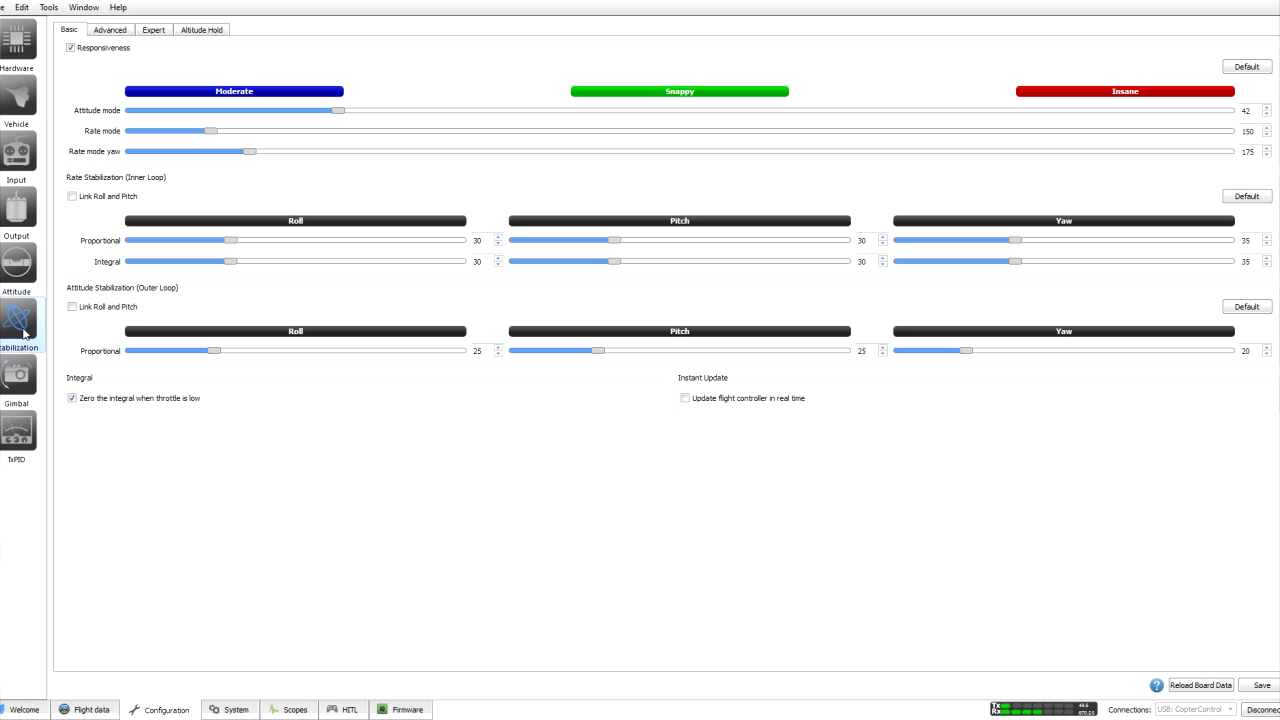 e Edit Tools Window Help
Basic Advanced Expert Altitude Hold
Hardware
Vehicle
Input
Output
Attitude
tabilization
Gimbal
TxPID
Responsiveness
Default
Moderate Snappy Insane
Attitude mode 42
Rate mode 150
Rate mode yaw 175
Rate Stabilization (Inner Loop)
Link Roll and Pitch Default
Roll Pitch Yaw
Proportional 30 30 35
Integral 30 30 35
Attitude Stabilization (Outer Loop)
Link Roll and Pitch Default
Roll Pitch Yaw
Proportional 25 25 20
Integral Instant Update
Zero the integral when throttle is low Update flight controller in real time
Reload Board Data Save
Welcome Flight data Configuration System Scopes HITL Firmware Tx Rx Connections: USB: CopterControl Disconnec